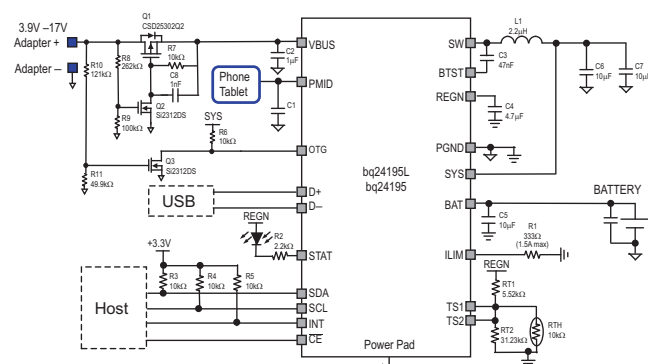 3.9V –17V
Adapter +
Adapter –
Q1
CSD25302Q2
R10
121kΩ
R8
262kΩ
R7
10kΩ
C8
1nF
Q2
Si2312DS
R9
100kΩ
R11
49.9kΩ
Q3
Si2312DS
C2
1µF
Phone
Tablet
C1
SYS
R6
10kΩ
USB
REGN
R2
2.2kΩ
+3.3V
R3
10kΩ
R4
10kΩ
R5
10kΩ
Host
VBUS
PMID
OTG
D+
D–
STAT
SDA
SCL
INT
CE
bq24195L
bq24195
Power Pad
SW
BTST
REGN
PGND
SYS
BAT
ILIM
TS1
TS2
L1
2.2µH
C3
47nF
C4
4.7µF
C6
10µF
C7
10µF
C5
10µF
BATTERY
R1
333Ω
(1.5A max)
REGN
RT1
5.52kΩ
RT2
31.23kΩ
RTH
10kΩ